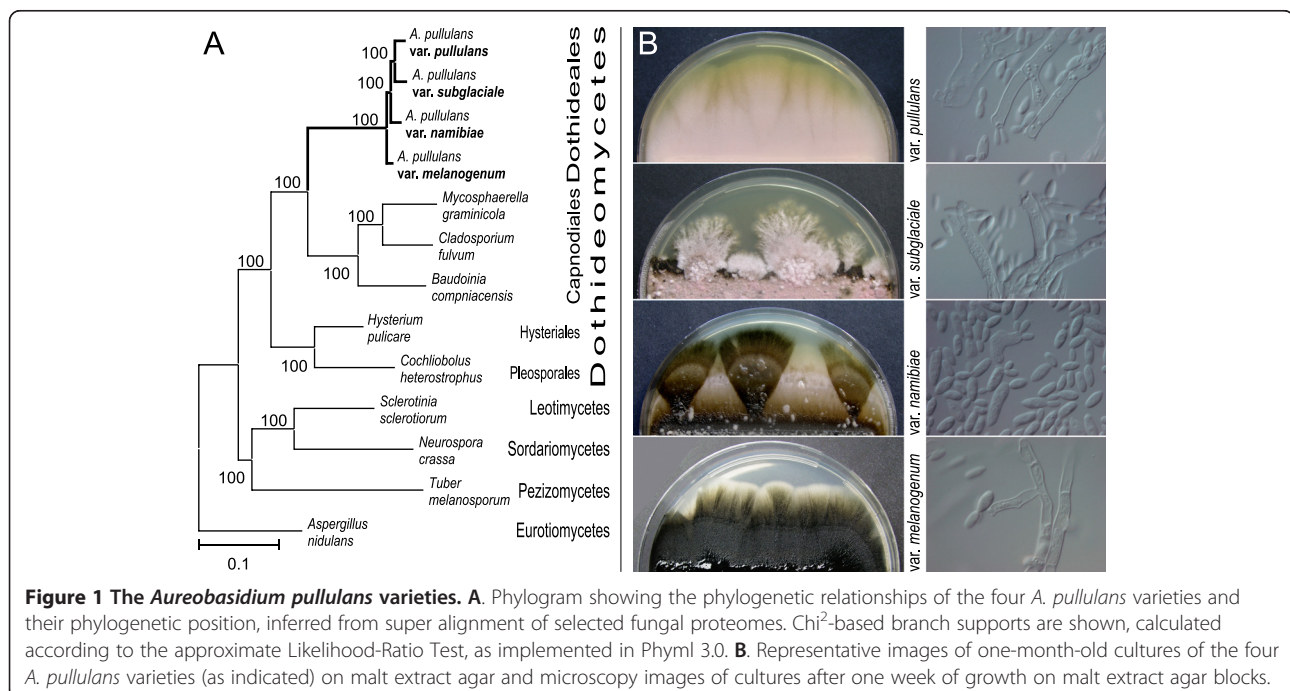 A
100
A. pullulans
var. pullulans
100
A. pullulans
var. subglaciale
100
A. pullulans
var. namibiae
100
A. pullulans
var. melanogenum
100
Mycosphaerella
graminicola
100
Cladosporium
fulvum
100
Baudoinia
compniacensis
100
Hysterium
pulicare
100
Cochliobolus
heterostrophus
100
Sclerotinia
sclerotiorum
100
Neurospora
crassa
100
Tuber
melanosporum
Aspergillus
nidulans
0.1
Dothideales
Capnodiales
Hysteriales
Pleosporales
Dothideomycetes
Leotimycetes
Sordariomycetes
Pezizomycetes
Eurotiomycetes
B
var. pullulans
var. subglaciale
var. namibiae
var. melanogenum
Figure 1 The Aureobasidium pullulans varieties. A. Phylogram showing the phylogenetic relationships of the four A. pullulans varieties and
their phylogenetic position, inferred from super alignment of selected fungal proteomes. Chi²-based branch supports are shown, calculated
according to the approximate Likelihood-Ratio Test, as implemented in Phyml 3.0. B. Representative images of one-month-old cultures of the four
A. pullulans varieties (as indicated) on malt extract agar and microscopy images of cultures after one week of growth on malt extract agar blocks.